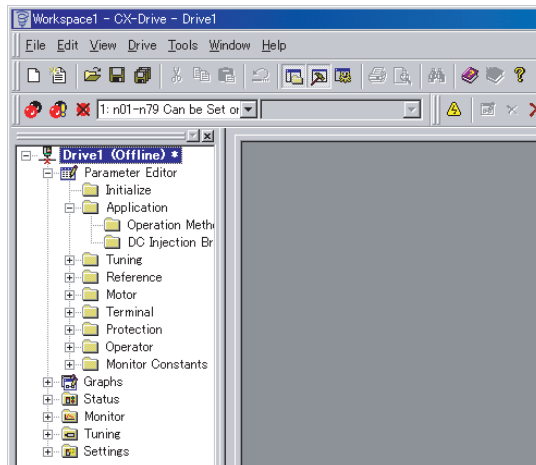 Workspace1 - CX-Drive - Drive1
File Edit View Drive Tools Window Help
1: n01-n79 Can be Set or
Drive1 (Offline) *
Parameter Editor
Initialize
Application
Operation Meth
DC Injection Br
Tuning
Reference
Motor
Terminal
Protection
Operator
Monitor Constants
Graphs
Status
Monitor
Tuning
Settings